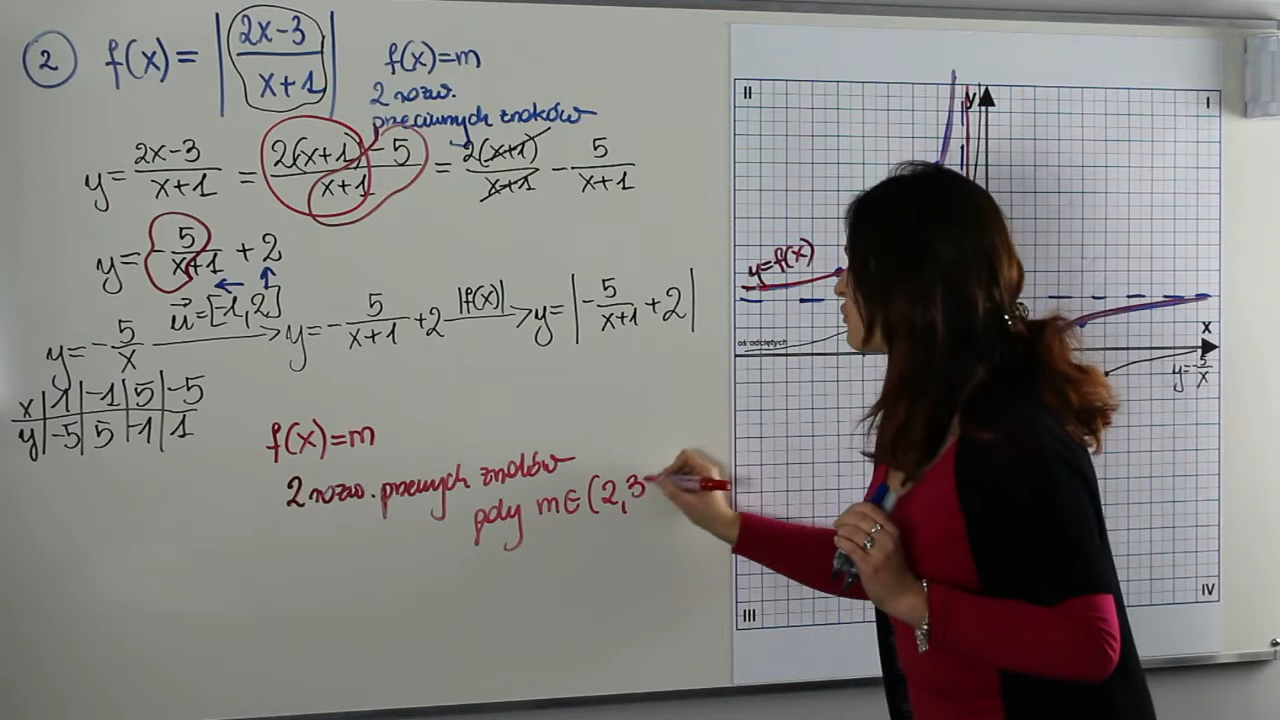 ② f(x) = |2x-3 / x+1|
f(x)=m
2 rozw.
przeciwnych znaków
y = 2x-3 / x+1 = 2(x+1)-5 / x+1 = 2(x+1) / x+1 - 5 / x+1
y = -5 / x+1 + 2
u⃗=[-1,2]
y = -5/x → y = -5 / x+1 + 2 |f(x)| → y = |-5 / x+1 + 2|
x | 1 | -1 | 5 | -5
y | -5 | 5 | -1 | 1
f(x)=m
2 rozw. znaków
m∈(2,3
II
I
y
y=f(x)
oś odciętych
x
y=-5/x
III
IV